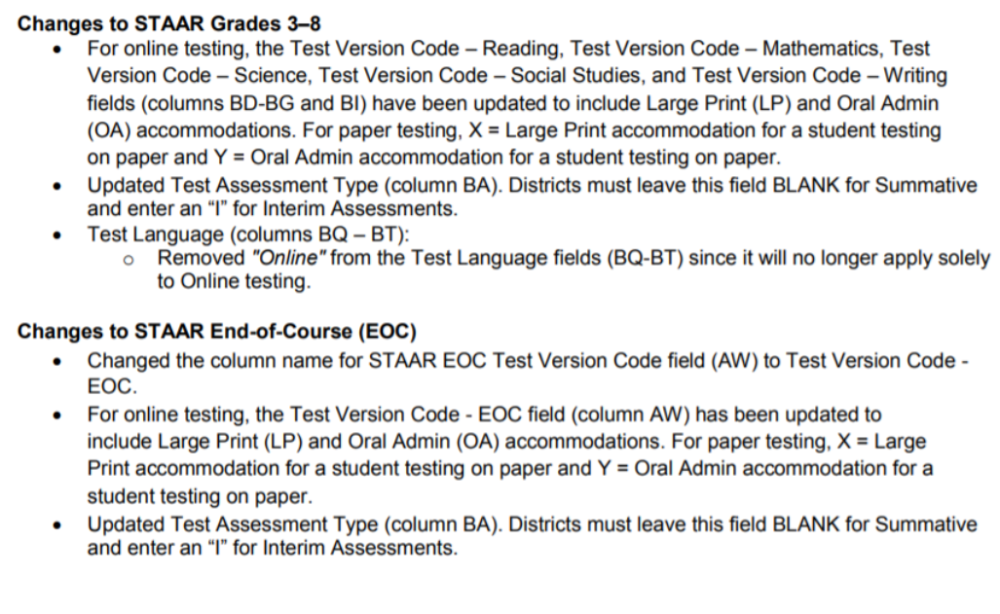 Changes to STAAR Grades 3–8
• For online testing, the Test Version Code – Reading, Test Version Code – Mathematics, Test
Version Code – Science, Test Version Code – Social Studies, and Test Version Code – Writing
fields (columns BD-BG and BI) have been updated to include Large Print (LP) and Oral Admin
(OA) accommodations. For paper testing, X = Large Print accommodation for a student testing
on paper and Y = Oral Admin accommodation for a student testing on paper.
• Updated Test Assessment Type (column BA). Districts must leave this field BLANK for Summative
and enter an “I” for Interim Assessments.
• Test Language (columns BQ – BT):
o Removed "Online" from the Test Language fields (BQ-BT) since it will no longer apply solely
to Online testing.
Changes to STAAR End-of-Course (EOC)
• Changed the column name for STAAR EOC Test Version Code field (AW) to Test Version Code -
EOC.
• For online testing, the Test Version Code - EOC field (column AW) has been updated to
include Large Print (LP) and Oral Admin (OA) accommodations. For paper testing, X = Large
Print accommodation for a student testing on paper and Y = Oral Admin accommodation for a
student testing on paper.
• Updated Test Assessment Type (column BA). Districts must leave this field BLANK for Summative
and enter an “I” for Interim Assessments.